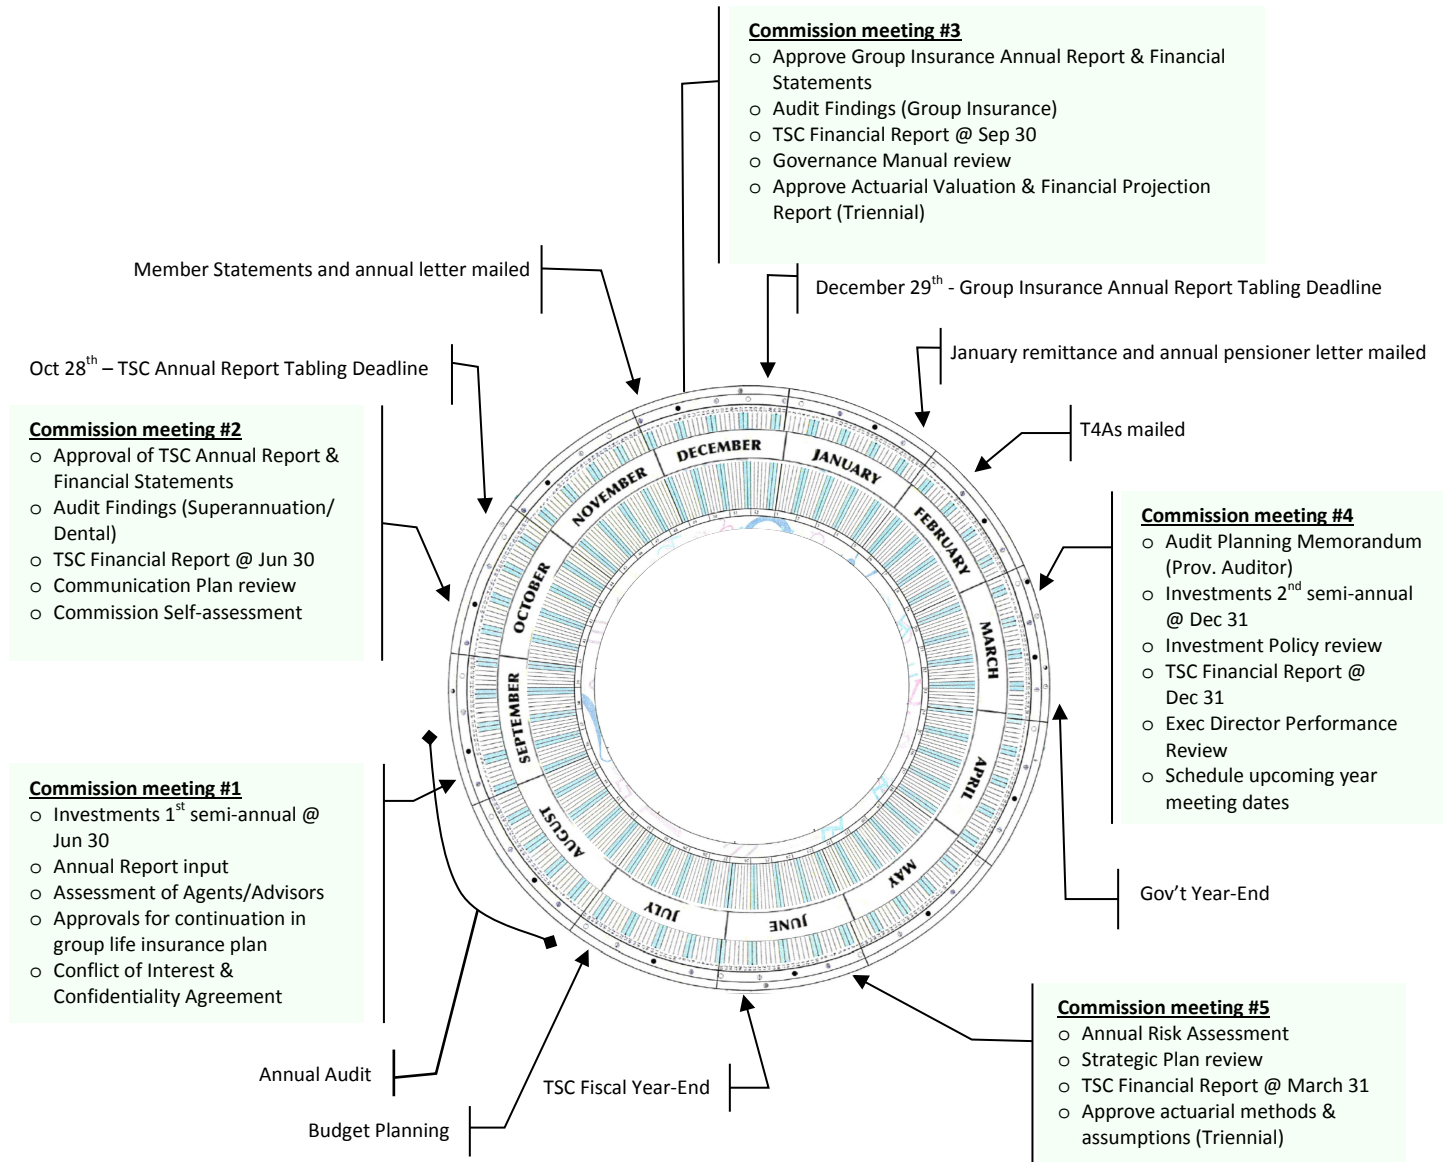 Commission meeting #3
o Approve Group Insurance Annual Report & Financial
Statements
o Audit Findings (Group Insurance)
o TSC Financial Report @ Sep 30
o Governance Manual review
o Approve Actuarial Valuation & Financial Projection
Report (Triennial)
Member Statements and annual letter mailed
December 29th - Group Insurance Annual Report Tabling Deadline
January remittance and annual pensioner letter mailed
Oct 28th – TSC Annual Report Tabling Deadline
T4As mailed
Commission meeting #2
o Approval of TSC Annual Report &
Financial Statements
o Audit Findings (Superannuation/
Dental)
o TSC Financial Report @ Jun 30
o Communication Plan review
o Commission Self-assessment
Commission meeting #4
o Audit Planning Memorandum
(Prov. Auditor)
o Investments 2nd semi-annual
@ Dec 31
o Investment Policy review
o TSC Financial Report @
Dec 31
o Exec Director Performance
Review
o Schedule upcoming year
meeting dates
DECEMBER
JANUARY
FEBRUARY
MARCH
APRIL
MAY
JUNE
JULY
AUGUST
SEPTEMBER
OCTOBER
NOVEMBER
Commission meeting #1
o Investments 1st semi-annual @
Jun 30
o Annual Report input
o Assessment of Agents/Advisors
o Approvals for continuation in
group life insurance plan
o Conflict of Interest &
Confidentiality Agreement
Gov't Year-End
Commission meeting #5
o Annual Risk Assessment
o Strategic Plan review
o TSC Financial Report @ March 31
o Approve actuarial methods &
assumptions (Triennial)
Annual Audit
TSC Fiscal Year-End
Budget Planning